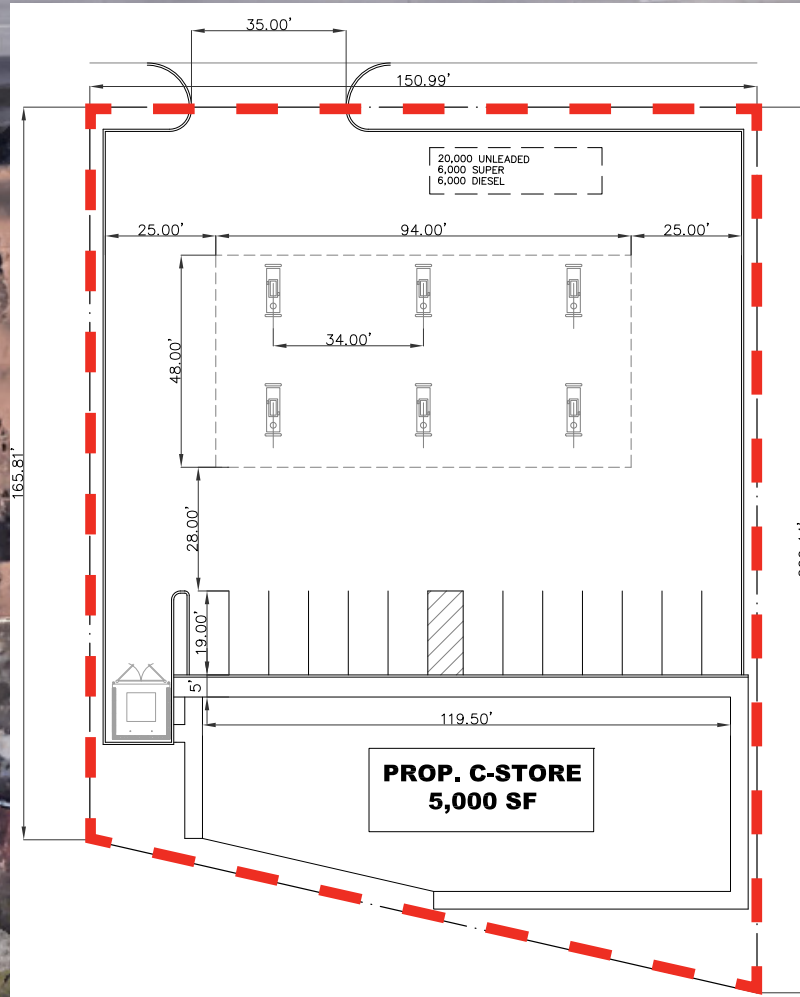 35.00'
150.99'
20,000 UNLEADED
6,000 SUPER
6,000 DIESEL
25.00'
94.00'
25.00'
34.00'
48.00'
165.81'
28.00'
19.00'
5'
119.50'
PROP. C-STORE
5,000 SF